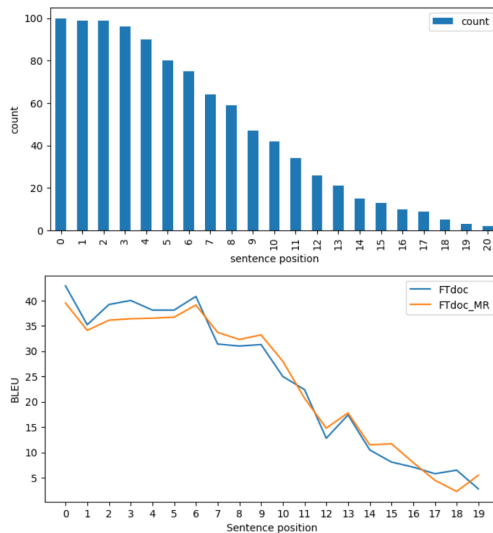 100
count
80
60
count
40
20
0
0 1 2 3 4 5 6 7 8 9 10 11 12 13 14 15 16 17 18 19 20
sentence position
FTdoc
40
FTdoc_MR
35
30
25
BLEU
20
15
10
5
0 1 2 3 4 5 6 7 8 9 10 11 12 13 14 15 16 17 18 19
Sentence position